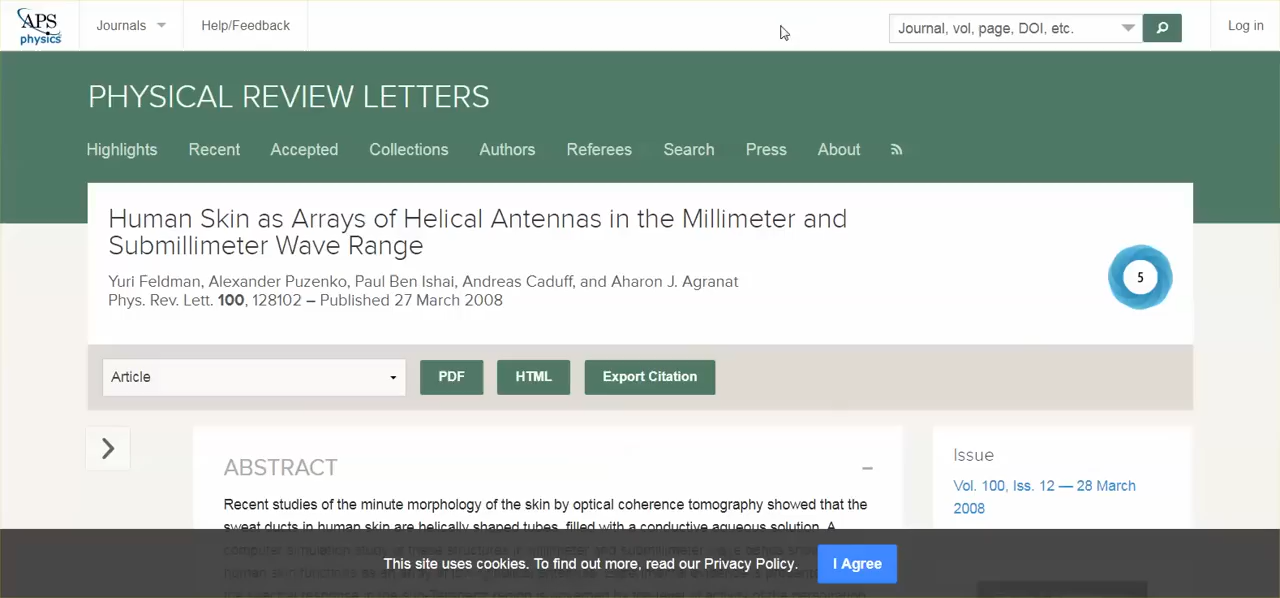 APS
physics
Journals
Help/Feedback
Journal, vol, page, DOI, etc.
Log in
PHYSICAL REVIEW LETTERS
Highlights Recent Accepted Collections Authors Referees Search Press About
Human Skin as Arrays of Helical Antennas in the Millimeter and
Submillimeter Wave Range
Yuri Feldman, Alexander Puzenko, Paul Ben Ishai, Andreas Caduff, and Aharon J. Agranat
Phys. Rev. Lett. 100, 128102 – Published 27 March 2008
5
Article
PDF
HTML
Export Citation
ABSTRACT
Recent studies of the minute morphology of the skin by optical coherence tomography showed that the
sweat ducts in human skin are helically shaped tubes, filled with a conductive aqueous solution. A
Issue
Vol. 100, Iss. 12 — 28 March
2008
This site uses cookies. To find out more, read our Privacy Policy.
I Agree